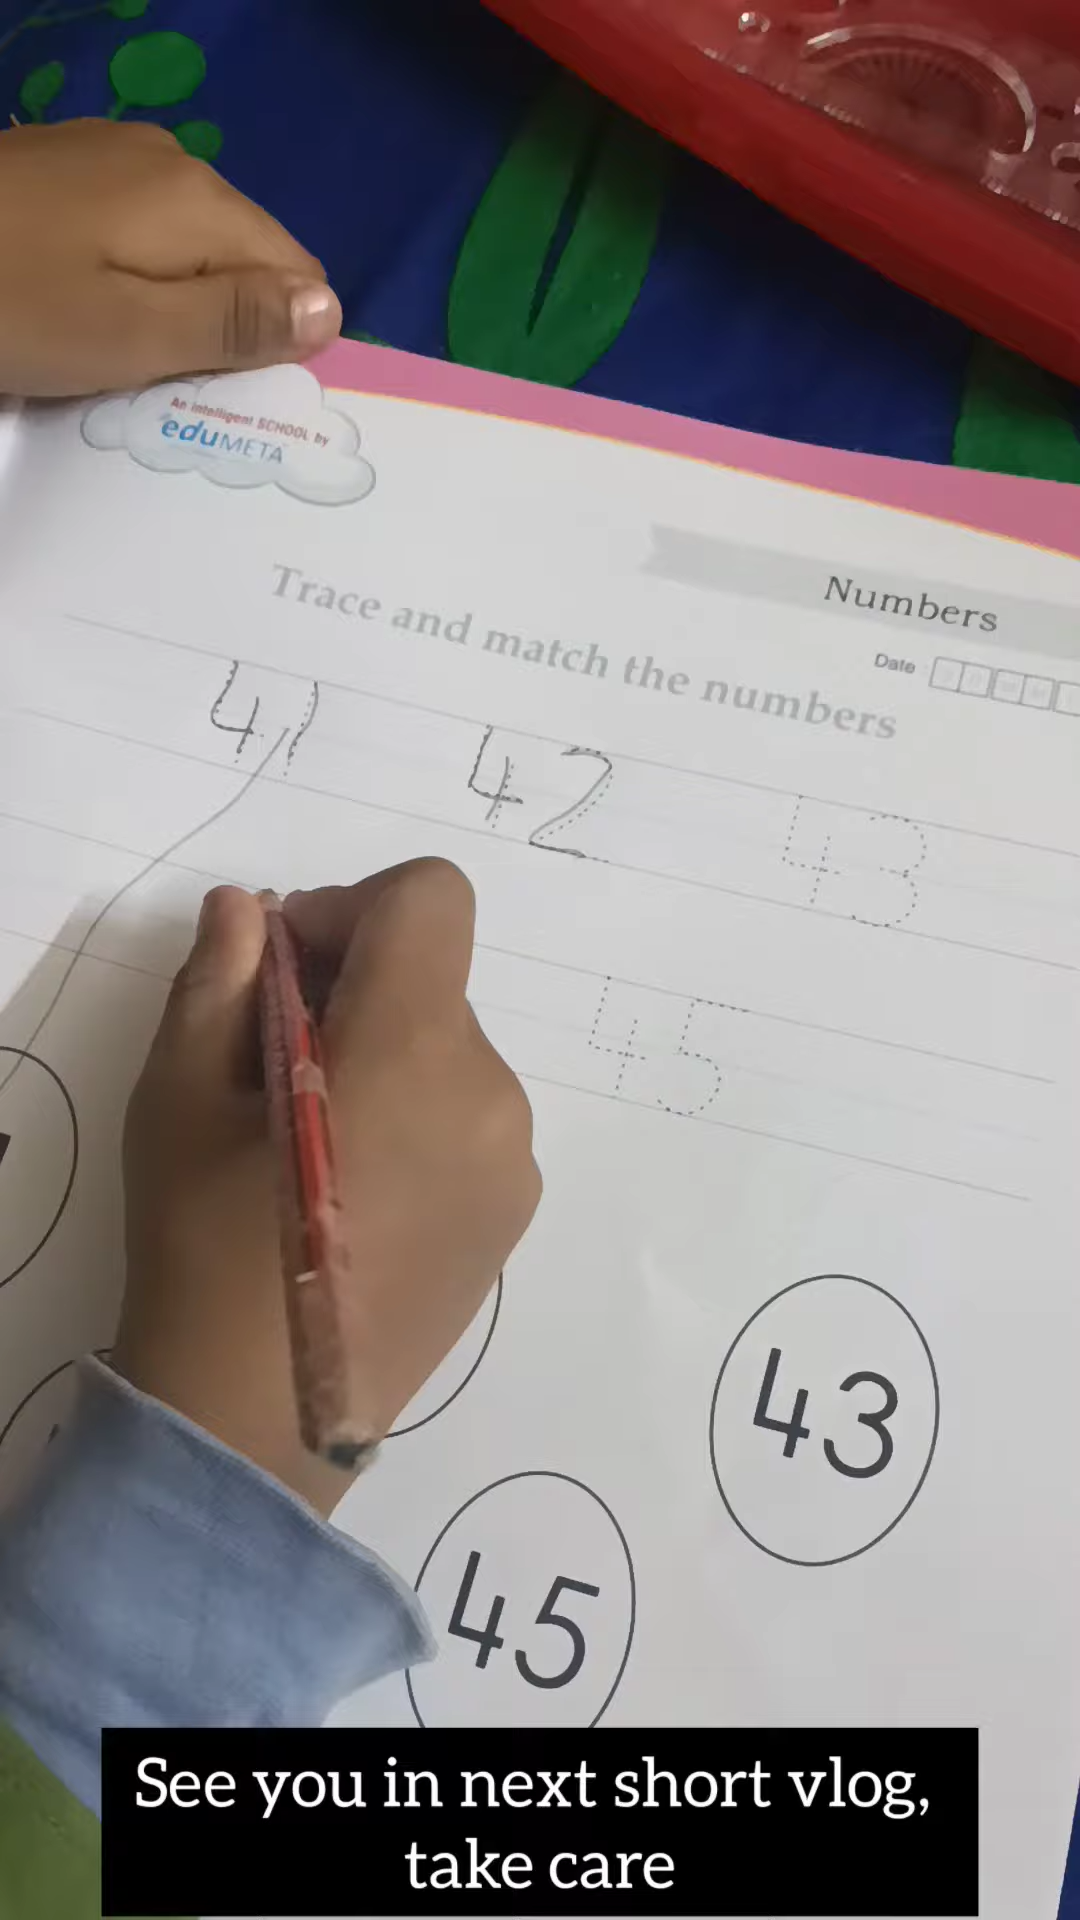 An intelligent SCHOOL by
eduMETA
Numbers
Date
Trace and match the numbers
41 42 43
45
43
45
See you in next short vlog,
take care